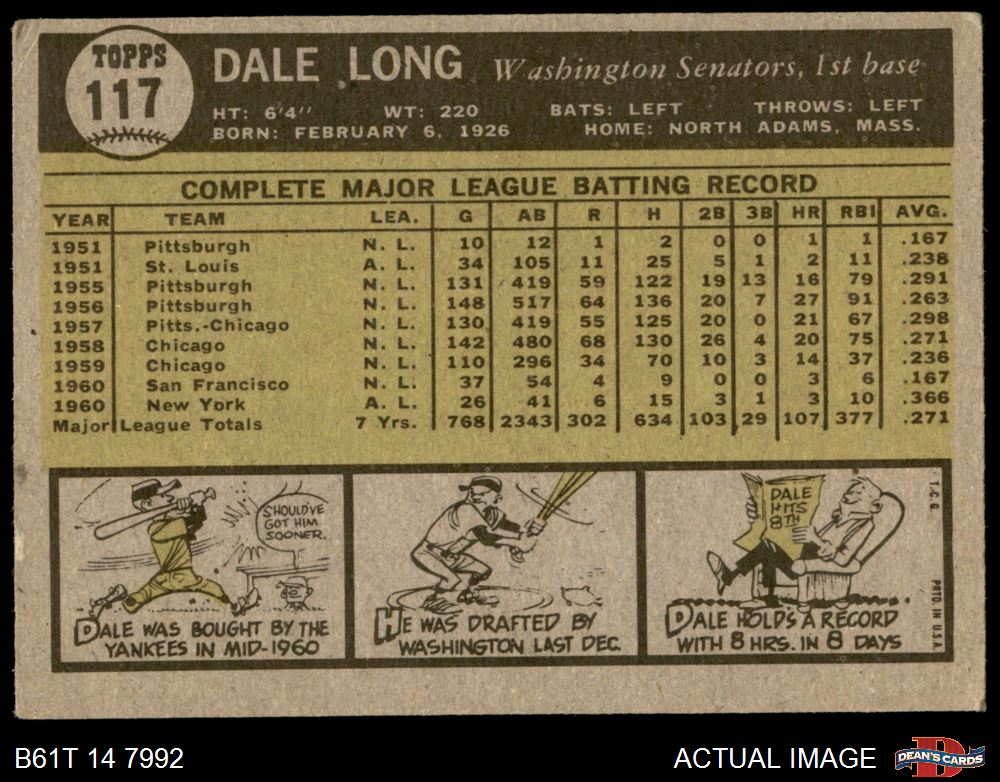 TOPPS
117
DALE LONG Washington Senators, 1st base
HT: 6'4" WT: 220 BATS: LEFT THROWS: LEFT
BORN: FEBRUARY 6, 1926 HOME: NORTH ADAMS, MASS.
COMPLETE MAJOR LEAGUE BATTING RECORD
YEAR TEAM LEA. G AB R H 2B 3B HR RBI AVG.
1951 Pittsburgh N. L. 10 12 1 2 0 0 1 1 .167
1951 St. Louis A. L. 34 105 11 25 5 1 2 11 .238
1955 Pittsburgh N. L. 131 419 59 122 19 13 16 79 .291
1956 Pittsburgh N. L. 148 517 64 136 20 7 27 91 .263
1957 Pitts.-Chicago N. L. 130 419 55 125 20 0 21 67 .298
1958 Chicago N. L. 142 480 68 130 26 4 20 75 .271
1959 Chicago N. L. 110 296 34 70 10 3 14 37 .236
1960 San Francisco N. L. 37 54 4 9 0 0 3 6 .167
1960 New York A. L. 26 41 6 15 3 1 3 10 .366
Major League Totals 7 Yrs. 768 2343 302 634 103 29 107 377 .271
SHOULD'VE
GOT HIM
SOONER.
DALE WAS BOUGHT BY THE
YANKEES IN MID-1960
HE WAS DRAFTED BY
WASHINGTON LAST DEC.
DALE
HITS
8TH
DALE HOLDS A RECORD
WITH 8 HRS. IN 8 DAYS
T.C.G.
PRTD. IN U.S.A.
B61T 14 7992
ACTUAL IMAGE
D
DEAN'S CARDS